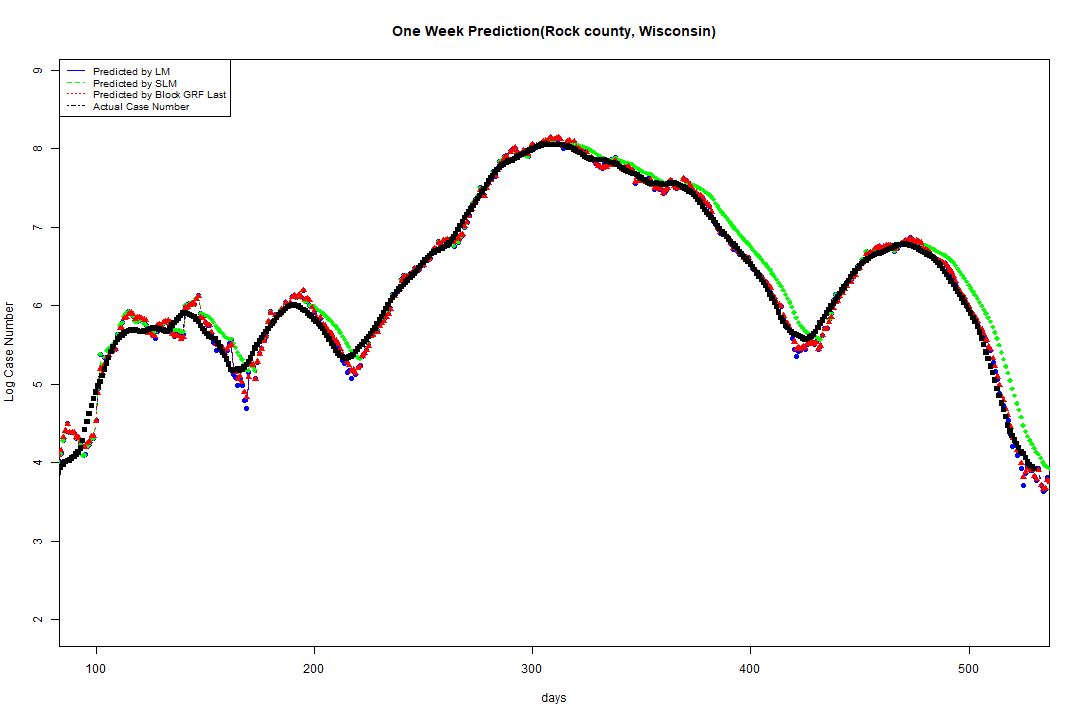 One Week Prediction(Rock county, Wisconsin)
Predicted by LM
Predicted by SLM
Predicted by Block GRF Last
Actual Case Number
9
8
7
6
5
4
3
2
Log Case Number
100 200 300 400 500
days